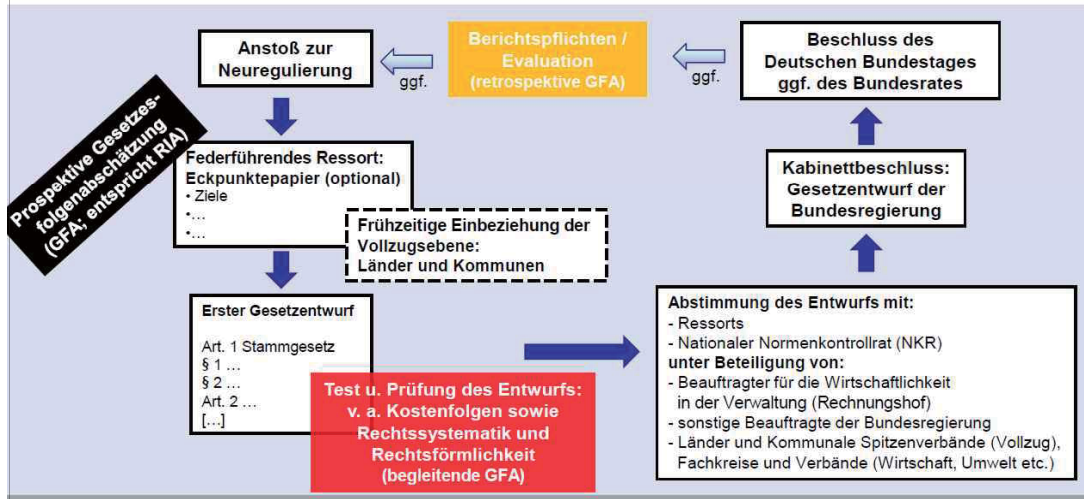 Anstoß zur
Neuregulierung
ggf.
Berichtspflichten /
Evaluation
(retrospektive GFA)
ggf.
Beschluss des
Deutschen Bundestages
ggf. des Bundesrates
Prospektive Gesetzes-
folgenabschätzung
(GFA; entspricht RIA)
Federführendes Ressort:
Eckpunktepapier (optional)
• Ziele
•...
•...
Frühzeitige Einbeziehung der
Vollzugsebene:
Länder und Kommunen
Kabinettbeschluss:
Gesetzentwurf der
Bundesregierung
Erster Gesetzentwurf
Art. 1 Stammgesetz
§ 1 ...
§ 2 ...
Art. 2 ...
[...]
Test u. Prüfung des Entwurfs:
v. a. Kostenfolgen sowie
Rechtssystematik und
Rechtsförmlichkeit
(begleitende GFA)
Abstimmung des Entwurfs mit:
- Ressorts
- Nationaler Normenkontrollrat (NKR)
unter Beteiligung von:
- Beauftragter für die Wirtschaftlichkeit
in der Verwaltung (Rechnungshof)
- sonstige Beauftragte der Bundesregierung
- Länder und Kommunale Spitzenverbände (Vollzug),
Fachkreise und Verbände (Wirtschaft, Umwelt etc.)